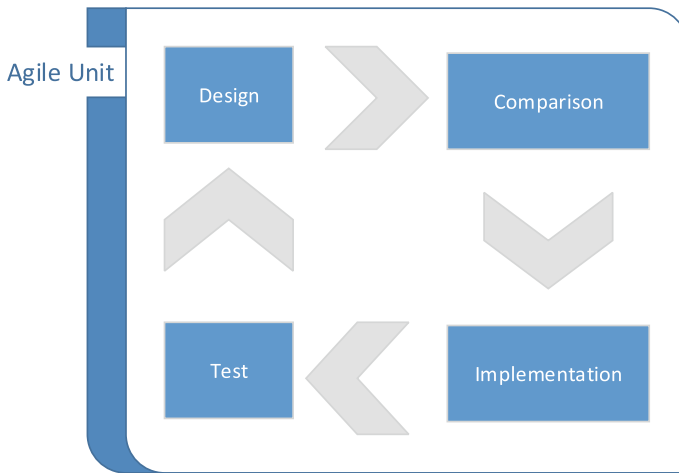 Agile Unit
Design
Comparison
Test
Implementation